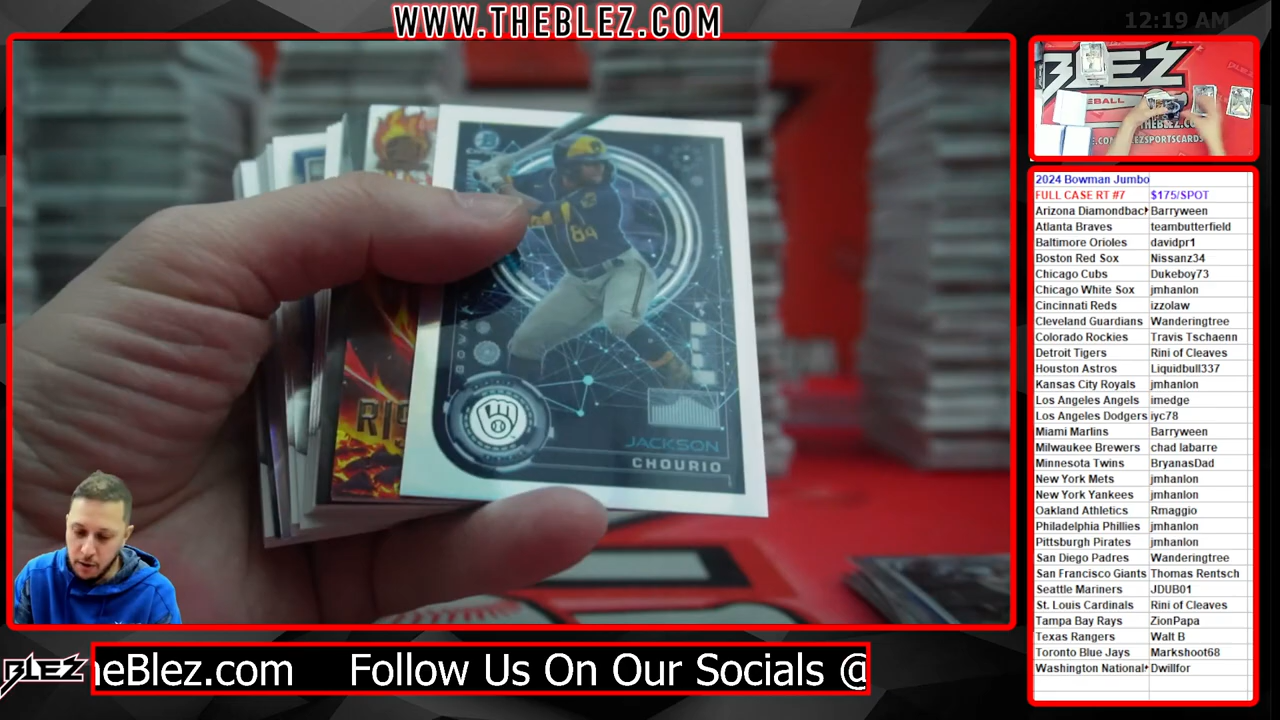 WWW.THEBLEZ.COM
12:19 AM
84
JACKSON
CHOURIO
BLEZ
2024 Bowman Jumbo
FULL CASE RT #7 $175/SPOT
Arizona Diamondback Barryween
Atlanta Braves teambutterfield
Baltimore Orioles davidpr1
Boston Red Sox Nissanz34
Chicago Cubs Dukeboy73
Chicago White Sox jmhanlon
Cincinnati Reds izzolaw
Cleveland Guardians Wanderingtree
Colorado Rockies Travis Tschaenn
Detroit Tigers Rini of Cleaves
Houston Astros Liquidbull337
Kansas City Royals jmhanlon
Los Angeles Angels imedge
Los Angeles Dodgers iyc78
Miami Marlins Barryween
Milwaukee Brewers chad labarre
Minnesota Twins BryanasDad
New York Mets jmhanlon
New York Yankees jmhanlon
Oakland Athletics Rmaggio
Philadelphia Phillies jmhanlon
Pittsburgh Pirates jmhanlon
San Diego Padres Wanderingtree
San Francisco Giants Thomas Rentsch
Seattle Mariners JDUB01
St. Louis Cardinals Rini of Cleaves
Tampa Bay Rays ZionPapa
Texas Rangers Walt B
Toronto Blue Jays Markshoot68
Washington National Dwillfor
BLEZ
heBlez.com Follow Us On Our Socials @